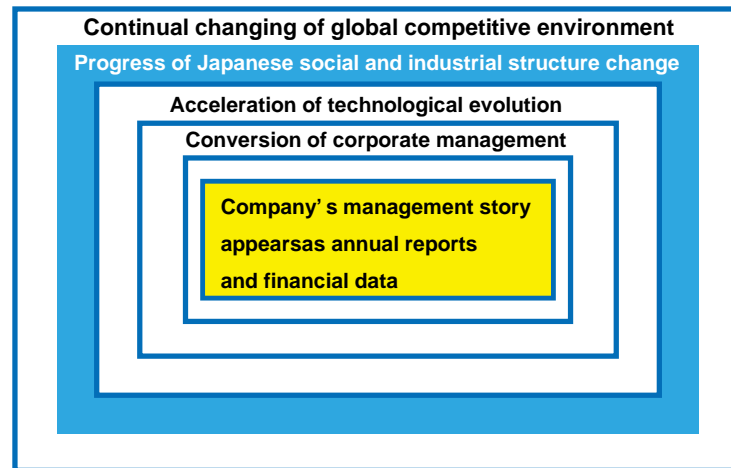 Continual changing of global competitive environment
Progress of Japanese social and industrial structure change
Acceleration of technological evolution
Conversion of corporate management
Company’ s management story
appearsas annual reports
and financial data